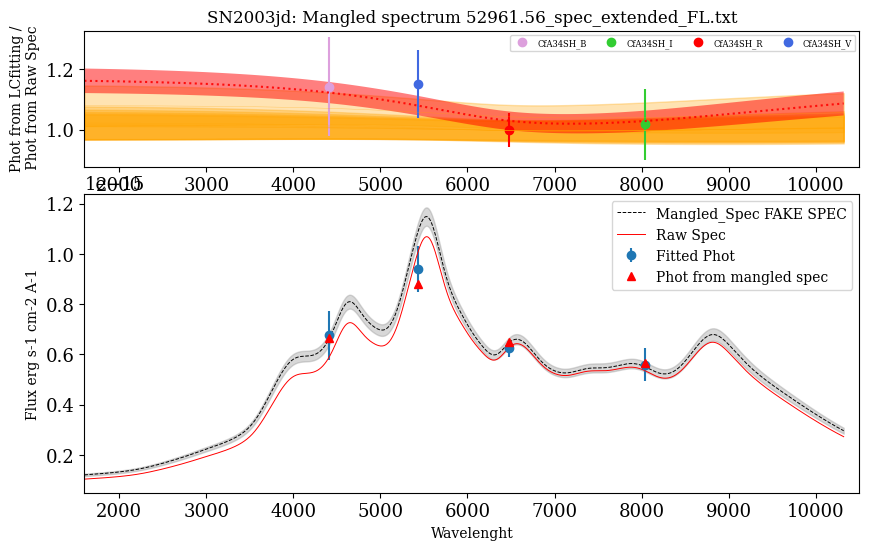 SN2003jd: Mangled spectrum 52961.56_spec_extended_FL.txt
Phot from LCfitting /
Phot from Raw Spec
CfA34SH_B CfA34SH_I CfA34SH_R CfA34SH_V
1.2
1.0
2000 3000 4000 5000 6000 7000 8000 9000 10000
1e−15
Flux erg s-1 cm-2 A-1
1.2
1.0
0.8
0.6
0.4
0.2
Mangled_Spec FAKE SPEC
Raw Spec
Fitted Phot
Phot from mangled spec
2000 3000 4000 5000 6000 7000 8000 9000 10000
Wavelenght